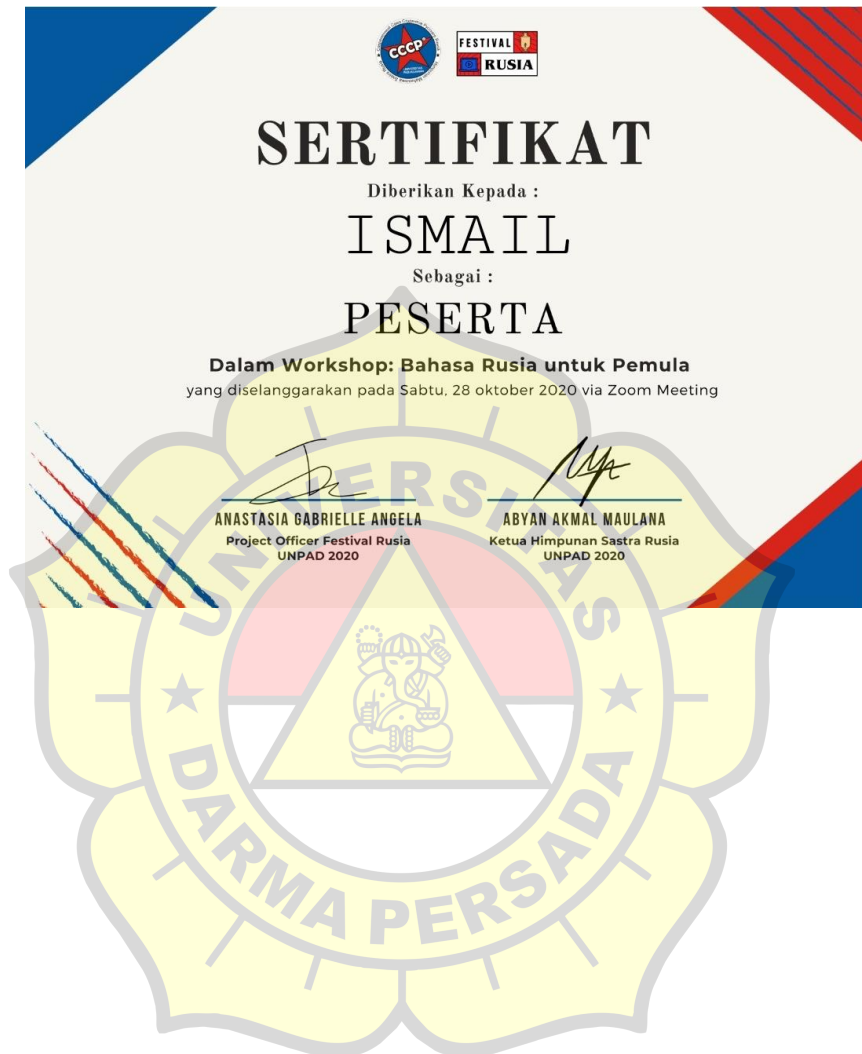 CCCP
FESTIVAL
RUSIA
SERTIFIKAT
Diberikan Kepada :
ISMAIL
Sebagai :
PESERTA
Dalam Workshop: Bahasa Rusia untuk Pemula
yang diselanggarakan pada Sabtu, 28 oktober 2020 via Zoom Meeting
ANASTASIA GABRIELLE ANGELA
Project Officer Festival Rusia
UNPAD 2020
ABYAN AKMAL MAULANA
Ketua Himpunan Sastra Rusia
UNPAD 2020
UNIVERSITAS
DARMA PERSADA